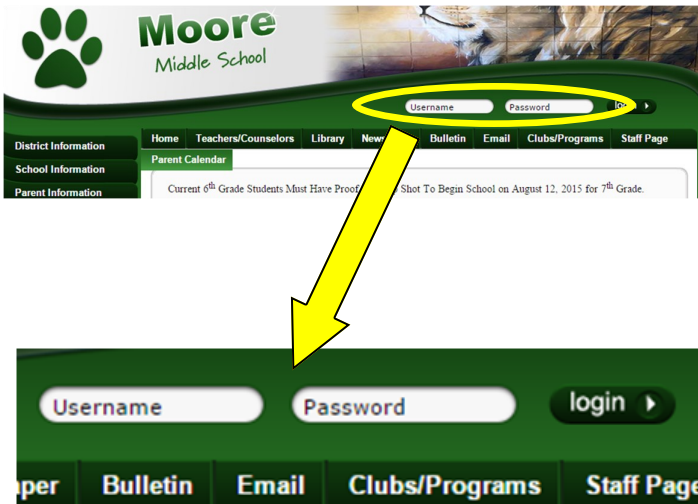 Moore
Middle School
Username Password
District Information
Home Teachers/Counselors Library Bulletin Email Clubs/Programs Staff Page
School Information
Parent Calendar
Parent Information
Current 6th Grade Students Must Have Proof Shot To Begin School on August 12, 2015 for 7th Grade.
Username Password login
Bulletin Email Clubs/Programs Staff Page